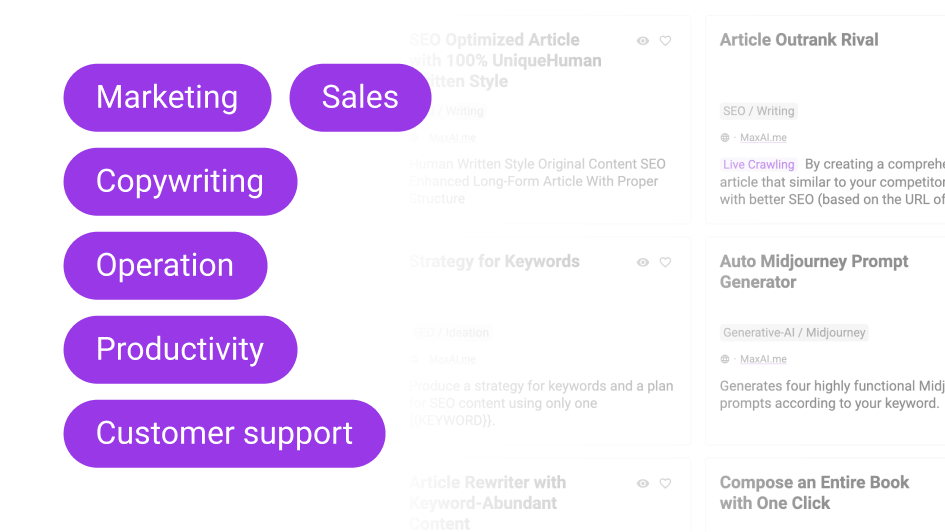 Marketing
Sales
Copywriting
Operation
Productivity
Customer support
SEO Optimized Article
with 100% UniqueHuman
Written Style
/ Writing
MaxAI.me
Human Written Style Original Content SEO
Enhanced Long-Form Article With Proper
Structure
Article Outrank Rival
SEO / Writing
· MaxAI.me
Live Crawling By creating a comprehe
article that similar to your competitor
with better SEO (based on the URL of
Strategy for Keywords
SEO / Ideation
MaxAI.me
Produce a strategy for keywords and a plan
for SEO content using only one
{{KEYWORD}}.
Auto Midjourney Prompt
Generator
Generative-AI / Midjourney
· MaxAI.me
Generates four highly functional Midj
prompts according to your keyword.
Article Rewriter with
Keyword-Abundant
Content
Compose an Entire Book
with One Click